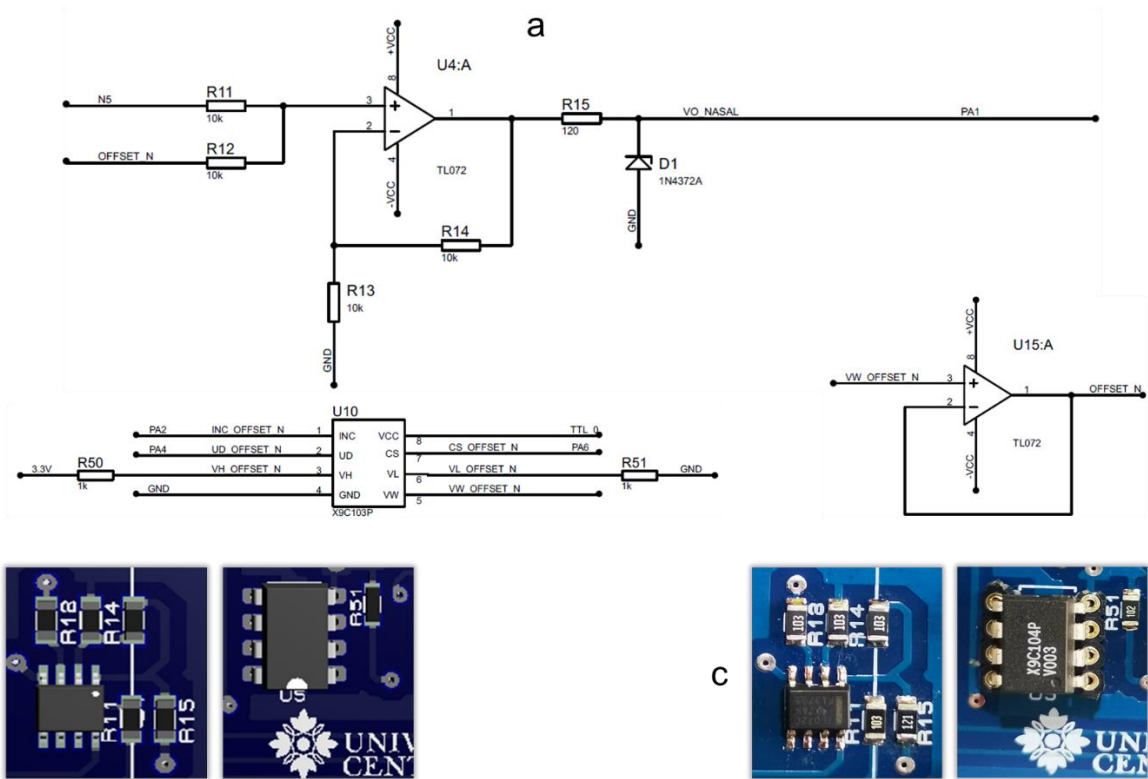 a
+VCC
U4:A
8
N5
R11
10k
3
2
1
R15
120
VO_NASAL
PA1
OFFSET_N
R12
10k
4
TL072
D1
1N4372A
-VCC
GND
R14
10k
R13
10k
GND
+VCC
U15:A
8
VW_OFFSET_N
3
2
1
OFFSET_N
4
TL072
-VCC
U10
PA2
INC_OFFSET_N
1
INC
VCC
8
TTL_0
PA4
UD_OFFSET_N
2
UD
CS
7
CS_OFFSET_N
PA6
3.3V
R50
1k
VH_OFFSET_N
3
VH
VL
6
VL_OFFSET_N
R51
1k
GND
GND
4
GND
VW
5
VW_OFFSET_N
X9C103P
R14
R11
R15
R51
U5
UNIV
CENT
c
103
103
103
R14
103
121
R15
X9C104P
V003
R51
102
UNI
CEN